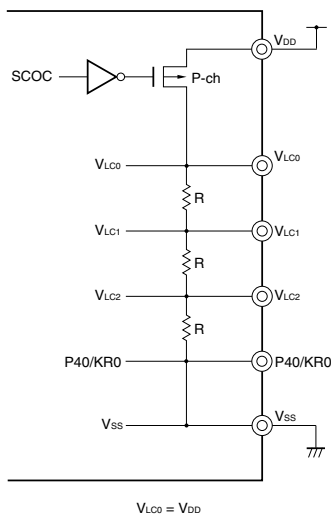 VDD
SCOC
P-ch
VLC0 VLC0
R
VLC1 VLC1
R
VLC2 VLC2
R
P40/KR0 P40/KR0
VSS VSS
VLC0 = VDD